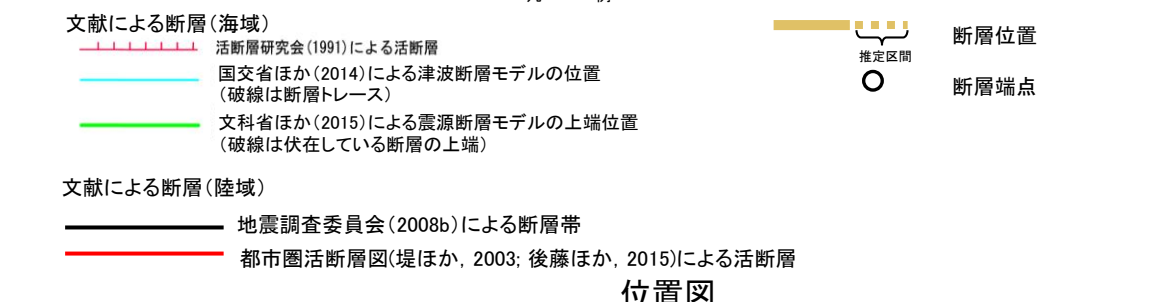 文献による断層(海域)
活断層研究会(1991)による活断層
国交省ほか(2014)による津波断層モデルの位置
(破線は断層トレース)
文科省ほか(2015)による震源断層モデルの上端位置
(破線は伏在している断層の上端)
断層位置
推定区間
断層端点
文献による断層(陸域)
地震調査委員会(2008b)による断層帯
都市圏活断層図(堤ほか, 2003; 後藤ほか, 2015)による活断層
位置図